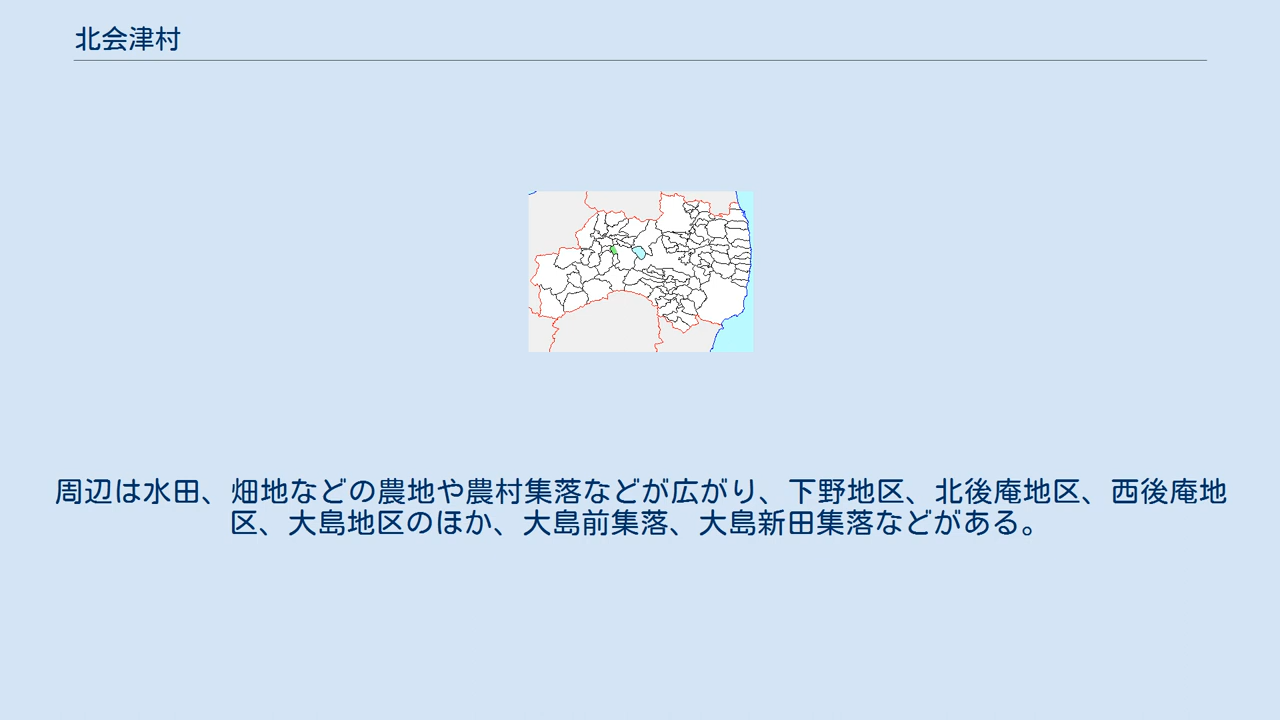 北会津村
周辺は水田、畑地などの農地や農村集落などが広がり、下野地区、北後庵地区、西後庵地
区、大島地区のほか、大島前集落、大島新田集落などがある。